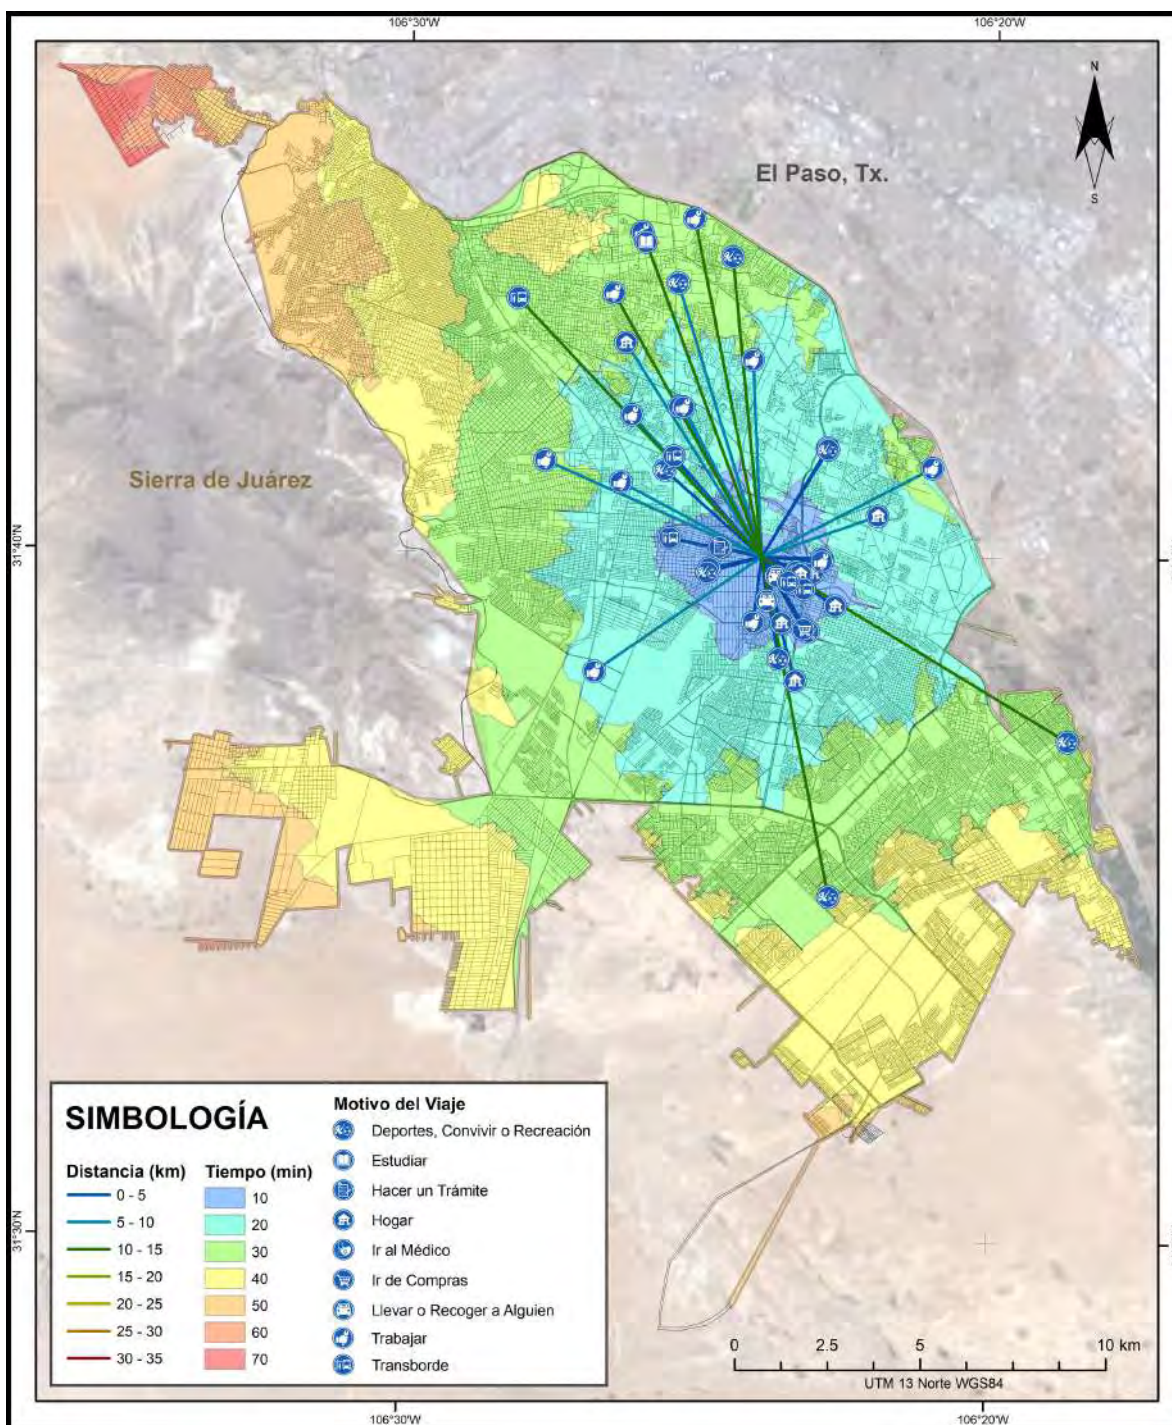 106°30'W 106°20'W
N
S
El Paso, Tx.
Sierra de Juárez
31°40'N
31°30'N
SIMBOLOGÍA
Distancia (km)
0 - 5
5 - 10
10 - 15
15 - 20
20 - 25
25 - 30
30 - 35
Tiempo (min)
10
20
30
40
50
60
70
Motivo del Viaje
Deportes, Convivir o Recreación
Estudiar
Hacer un Trámite
Hogar
Ir al Médico
Ir de Compras
Llevar o Recoger a Alguien
Trabajar
Transborde
0 2.5 5 10 km
UTM 13 Norte WGS84
106°30'W 106°20'W